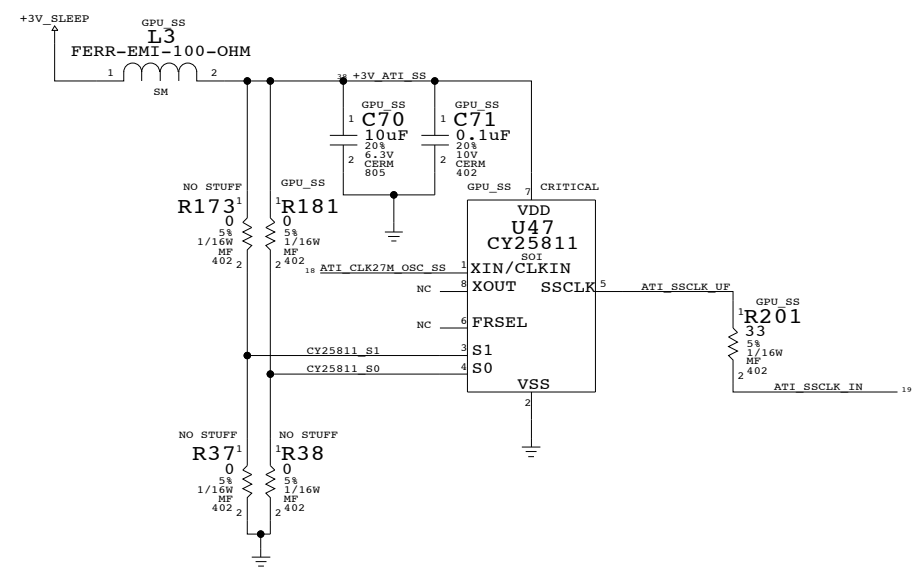 +3V_SLEEP
GPU_SS
L3
FERR-EMI-100-OHM
1 2
SM
38 +3V_ATI_SS
GPU_SS
1 C70
10uF
20%
6.3V
2 CERM
805
GPU_SS
1 C71
0.1uF
20%
10V
2 CERM
402
NO STUFF
R173 1
0
5%
1/16W
MF
402 2
GPU_SS
1 R181
0
5%
1/16W
MF
2 402
GPU_SS 7 CRITICAL
VDD
U47
CY25811
SOI
18 ATI_CLK27M_OSC_SS 1 XIN/CLKIN
NC 8 XOUT SSCLK 5 ATI_SSCLK_UF
NC 6 FRSEL
CY25811_S1 3 S1
CY25811_S0 4 S0
VSS
2
GPU_SS
1 R201
33
5%
1/16W
MF
2 402
ATI_SSCLK_IN 19
NO STUFF
R37 1
0
5%
1/16W
MF
402 2
NO STUFF
1 R38
0
5%
1/16W
MF
2 402